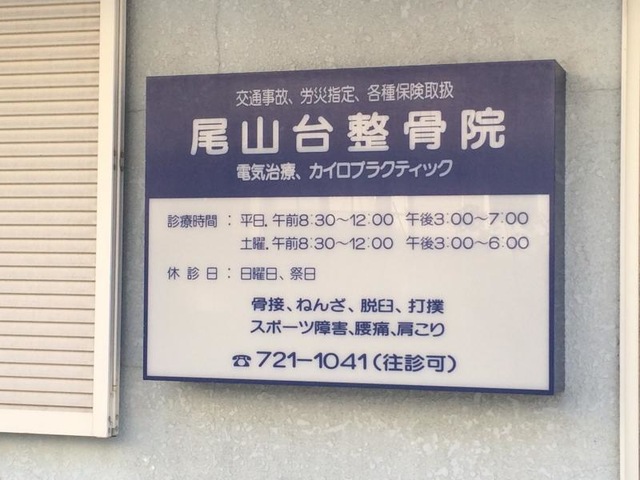 交通事故、労災指定、各種保険取扱
尾山台整骨院
電気治療、カイロプラクティック
診療時間：平日．午前8:30～12:00 午後3:00～7:00
土曜．午前8:30～12:00 午後3:00～6:00
休診日：日曜日、祭日
骨接、ねんざ、脱臼、打撲
スポーツ障害、腰痛、肩こり
☎721-1041(往診可)